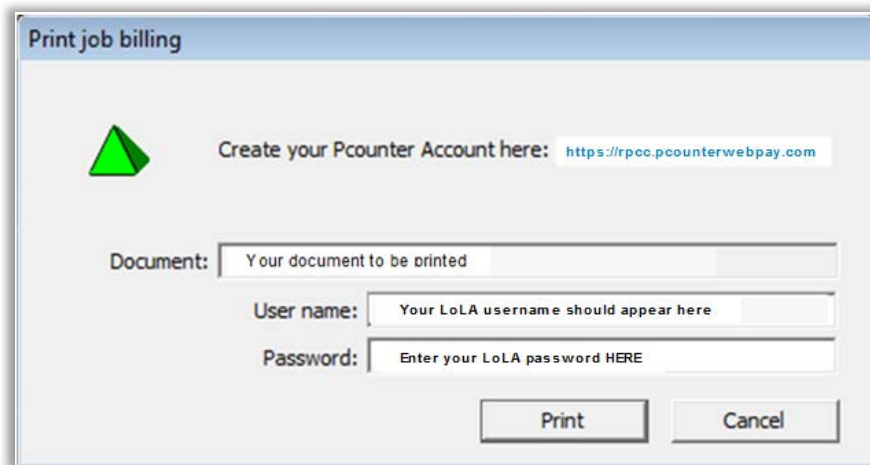 Print job billing
Create your Pcounter Account here: https://rpcc.pcounterwebpay.com
Document: Your document to be printed
User name: Your LoLA username should appear here
Password: Enter your LoLA password HERE
Print Cancel